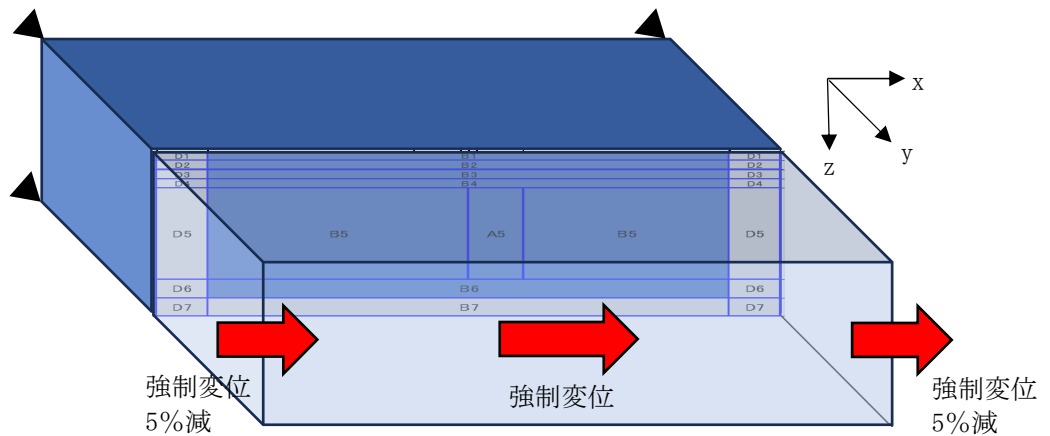 x
z
y
D1 B1 D1
D2 B2 D2
D3 B3 D3
D4 B4 D4
D5 B5 A5 B5 D5
D6 B6 D6
D7 B7 D7
強制変位
5%減
強制変位
強制変位
5%減